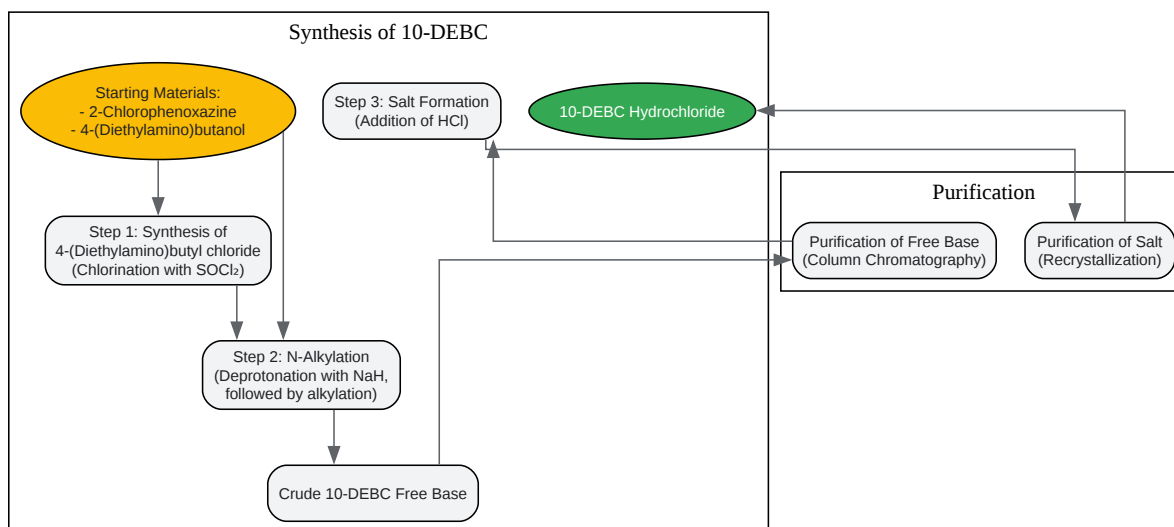 Synthesis of 10-DEBC
Starting Materials:
- 2-Chlorophenoxazine
- 4-(Diethylamino)butanol
Step 3: Salt Formation
(Addition of HCl)
10-DEBC Hydrochloride
Purification
Step 1: Synthesis of
4-(Diethylamino)butyl chloride
(Chlorination with SOCl₂)
Purification of Free Base
(Column Chromatography)
Purification of Salt
(Recrystallization)
Step 2: N-Alkylation
(Deprotonation with NaH,
followed by alkylation)
Crude 10-DEBC Free Base